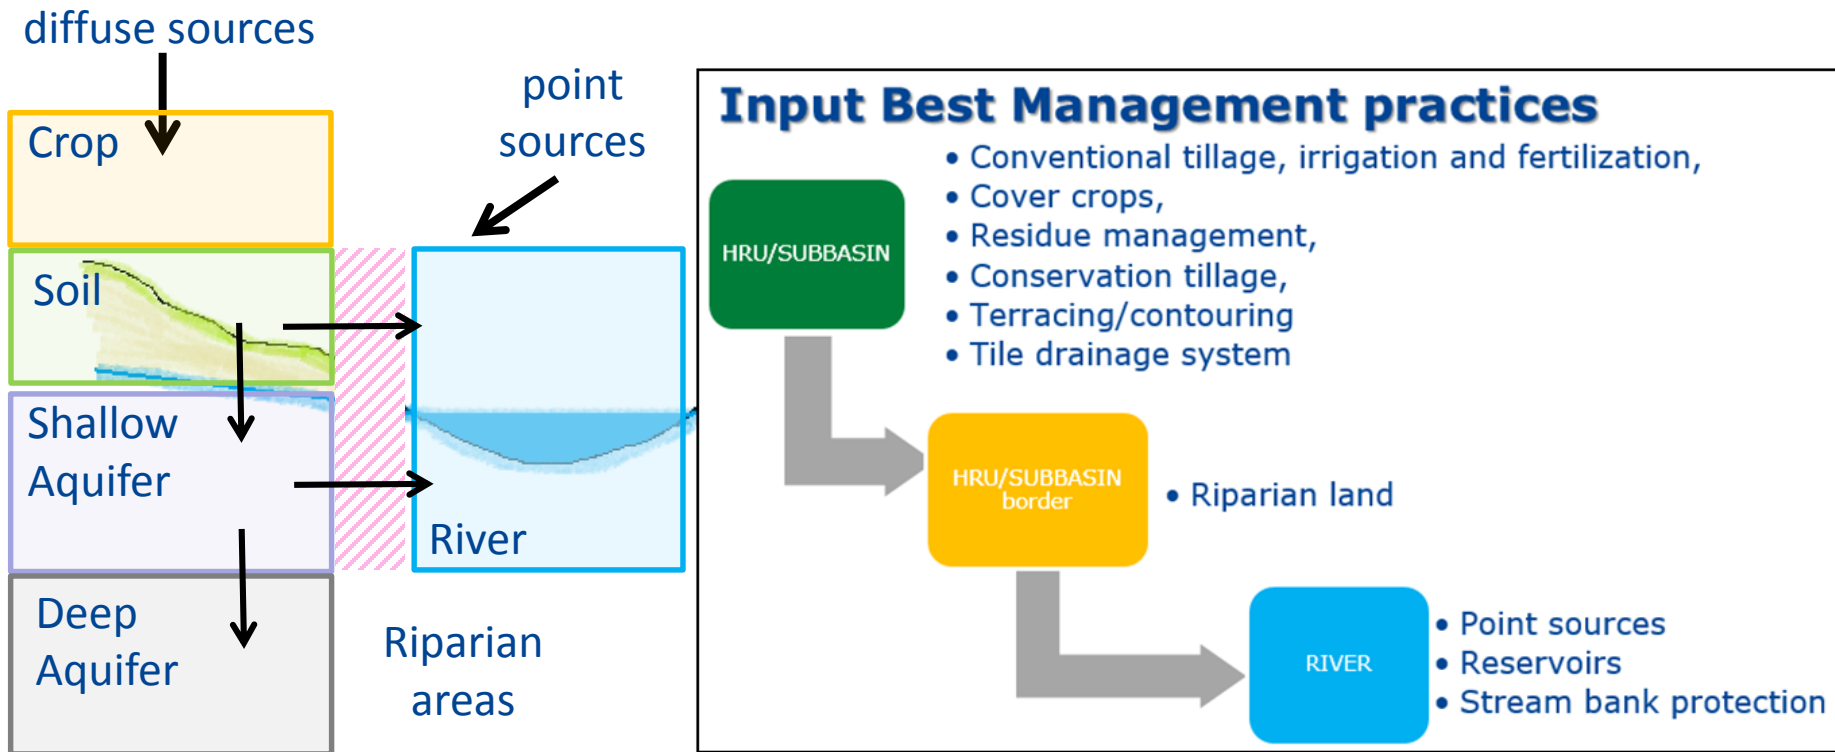 diffuse sources
Crop
Soil
Shallow
Aquifer
Deep
Aquifer
point
sources
River
Riparian
areas
Input Best Management practices
HRU/SUBBASIN
• Conventional tillage, irrigation and fertilization,
• Cover crops,
• Residue management,
• Conservation tillage,
• Terracing/contouring
• Tile drainage system
HRU/SUBBASIN
border
• Riparian land
RIVER
• Point sources
• Reservoirs
• Stream bank protection